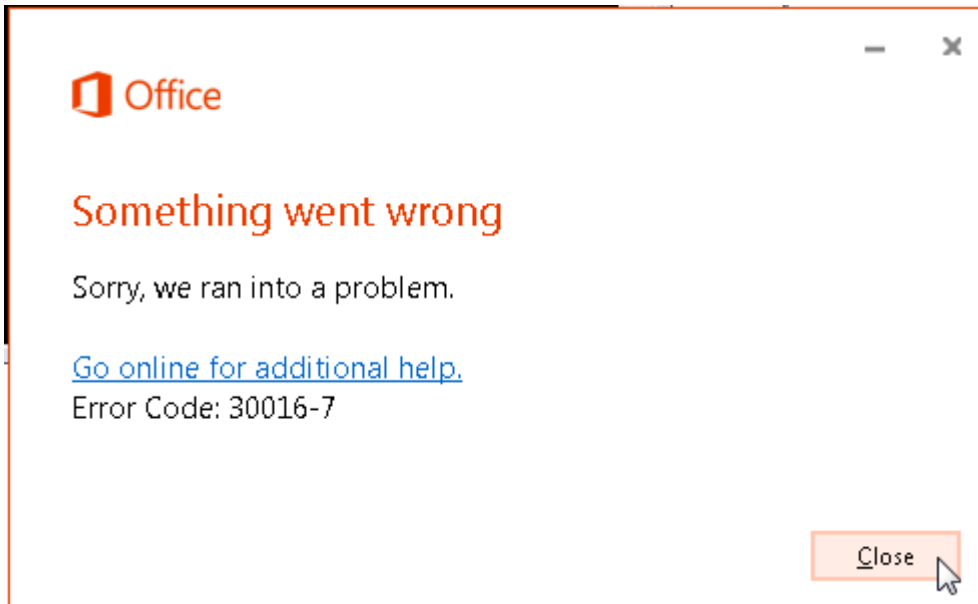 Office
Something went wrong
Sorry, we ran into a problem.
Go online for additional help.
Error Code: 30016-7
Close